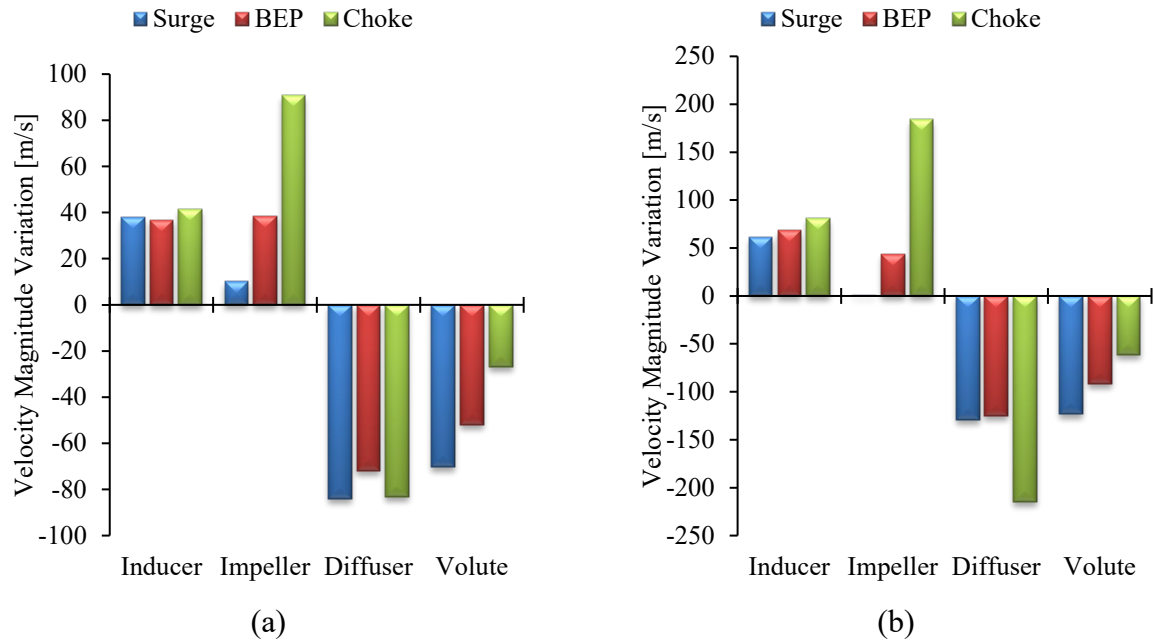 Surge BEP Choke
Velocity Magnitude Variation [m/s]
100
80
60
40
20
0
-20
-40
-60
-80
-100
Inducer Impeller Diffuser Volute
(a)
Surge BEP Choke
Velocity Magnitude Variation [m/s]
250
200
150
100
50
0
-50
-100
-150
-200
-250
Inducer Impeller Diffuser Volute
(b)